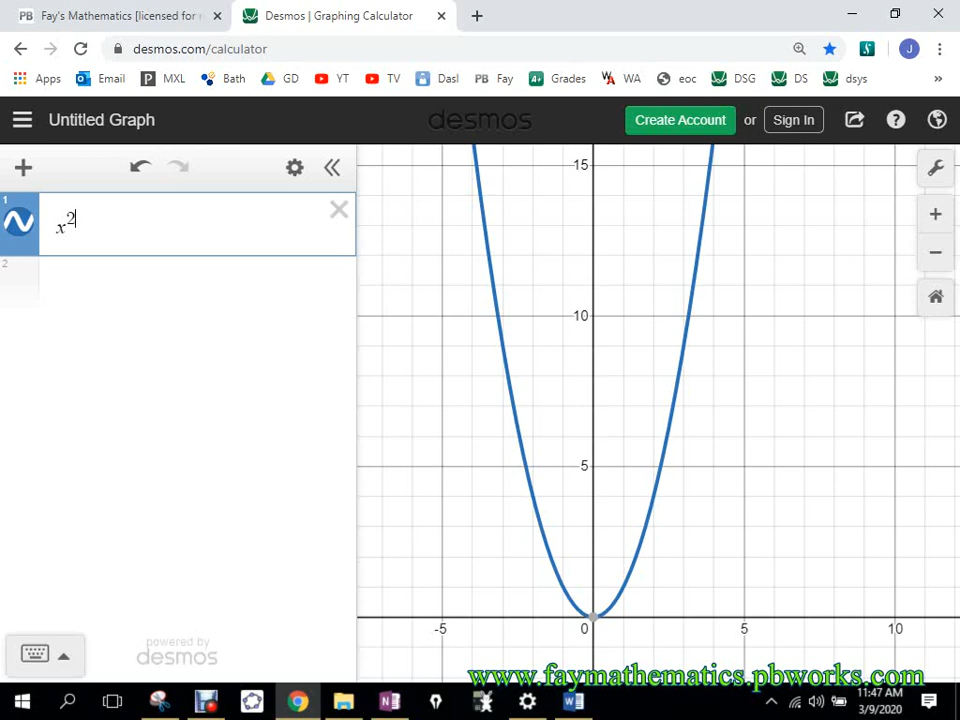 PB Fay's Mathematics [licensed for
Desmos | Graphing Calculator
desmos.com/calculator
J
Apps Email P MXL Bath GD YT TV Dasl PB Fay A+ Grades WA eoc DSG DS dsys »
Untitled Graph
desmos
Create Account or Sign In
1
x²
2
15
10
5
-5 0 5 10
powered by
desmos
www.faymathematics.pbworks.com
11:47 AM
3/9/2020